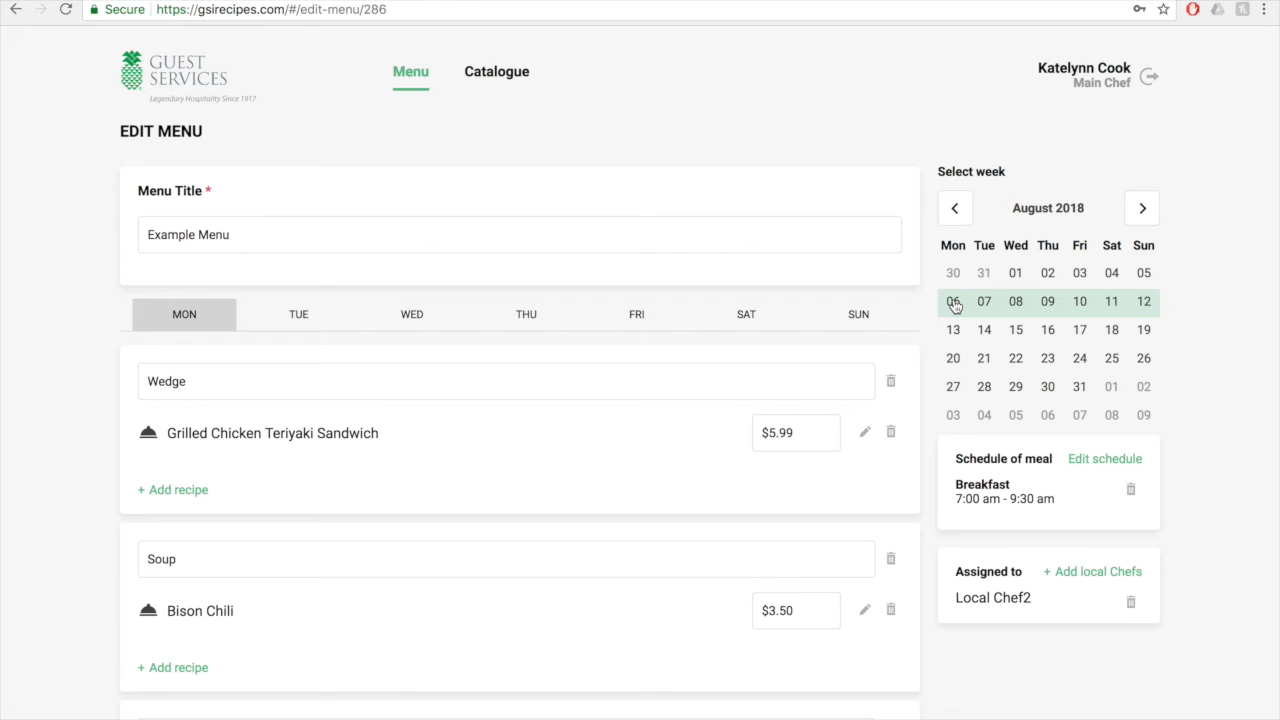 Secure https://gsirecipes.com/#/edit-menu/286
GUEST
SERVICES
Legendary Hospitality Since 1917
Menu Catalogue
Katelynn Cook
Main Chef
EDIT MENU
Menu Title *
Example Menu
MON TUE WED THU FRI SAT SUN
Wedge
Grilled Chicken Teriyaki Sandwich $5.99
+ Add recipe
Soup
Bison Chili $3.50
+ Add recipe
Select week
August 2018
Mon Tue Wed Thu Fri Sat Sun
30 31 01 02 03 04 05
06 07 08 09 10 11 12
13 14 15 16 17 18 19
20 21 22 23 24 25 26
27 28 29 30 31 01 02
03 04 05 06 07 08 09
Schedule of meal Edit schedule
Breakfast
7:00 am - 9:30 am
Assigned to + Add local Chefs
Local Chef2